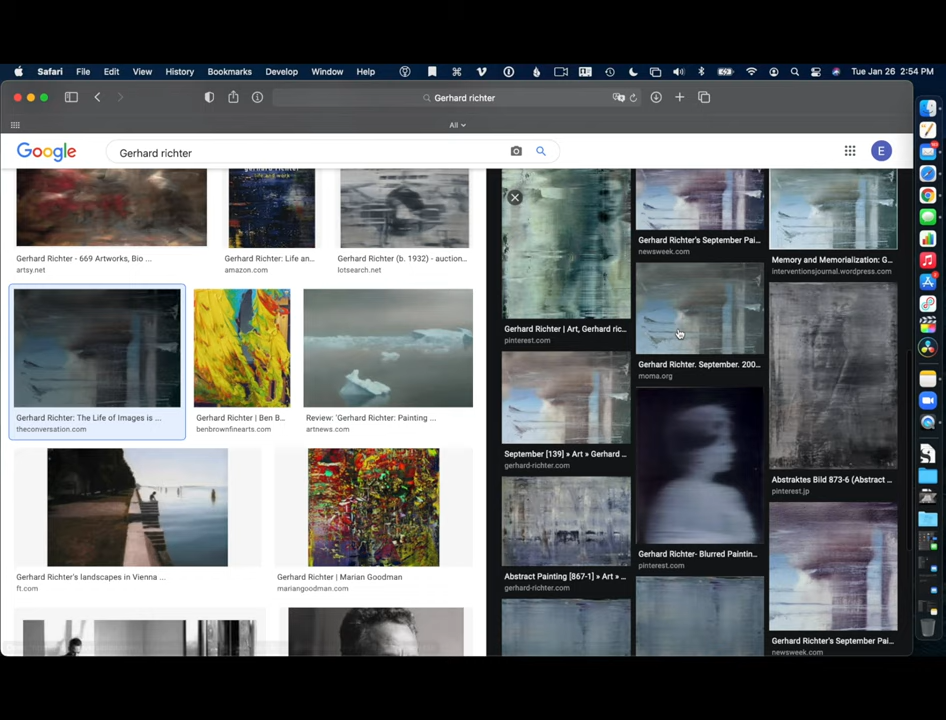 Safari File Edit View History Bookmarks Develop Window Help Tue Jan 26 2:54 PM
Gerhard richter
All
Google Gerhard richter E
gerhard richter
Gerhard Richter - 669 Artworks, Bio ...
artsy.net
Gerhard Richter: Life an...
amazon.com
Gerhard Richter (b. 1932) - auction...
lotsearch.net
Gerhard Richter: The Life of Images is ...
theconversation.com
Gerhard Richter | Ben B...
benbrownfinearts.com
Review: 'Gerhard Richter: Painting ...
artnews.com
Gerhard Richter's landscapes in Vienna ...
ft.com
Gerhard Richter | Marian Goodman
mariangoodman.com
Gerhard Richter | Art, Gerhard ric...
pinterest.com
September [139] » Art » Gerhard ...
gerhard-richter.com
Abstract Painting [867-1] » Art » ...
gerhard-richter.com
Gerhard Richter's September Pai...
newsweek.com
Gerhard Richter. September. 200...
moma.org
Gerhard Richter- Blurred Paintin...
pinterest.com
Memory and Memorialization: G...
interventionsjournal.wordpress.com
Abstraktes Bild 873-6 (Abstract ...
pinterest.jp
Gerhard Richter's September Pai...
newsweek.com